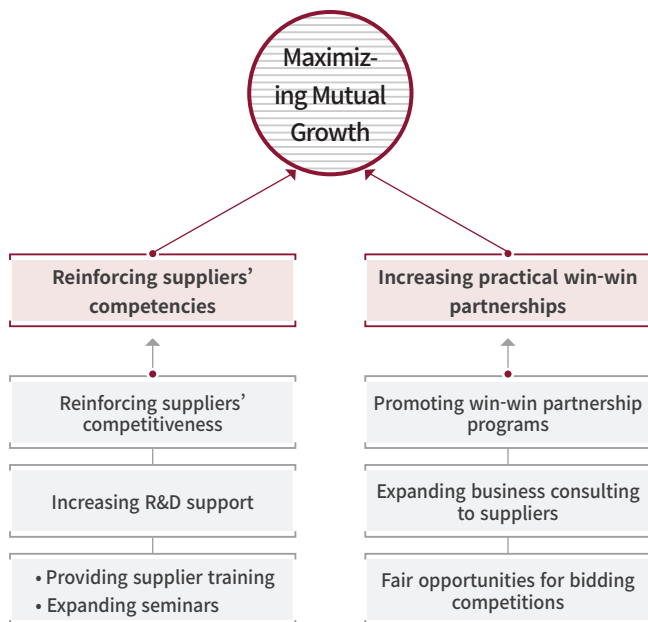 Maximiz-
ing Mutual
Growth
Reinforcing suppliers’
competencies
Increasing practical win-win
partnerships
Reinforcing suppliers’
competitiveness
Promoting win-win partnership
programs
Increasing R&D support
Expanding business consulting
to suppliers
• Providing supplier training
• Expanding seminars
Fair opportunities for bidding
competitions